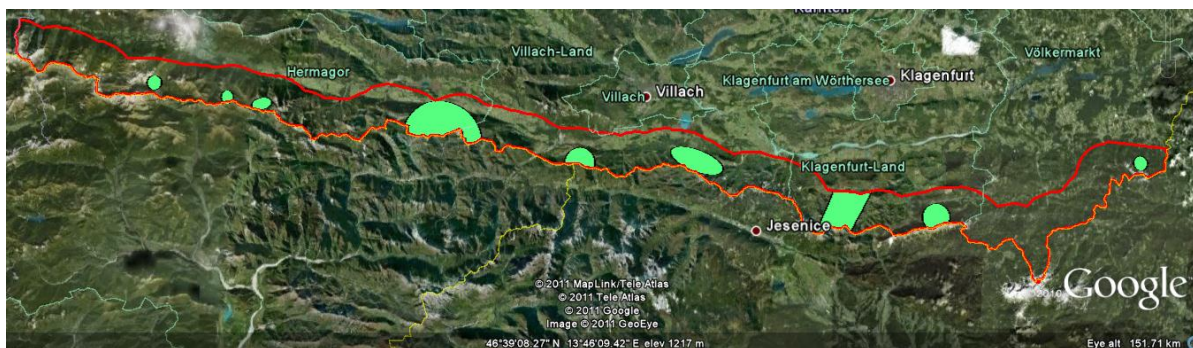 Kärnten
Villach-Land
Völkermarkt
Hermagor
Klagenfurt am Wörthersee
Klagenfurt
Villach
Villach
Klagenfurt-Land
Jesenice
© 2011 MapLink/Tele Atlas
© 2011 Tele Atlas
© 2011 Google
Image © 2011 GeoEye
Google
46°39'08.27" N 13°46'09.42" E elev 1217 m
Eye alt 151.71 km